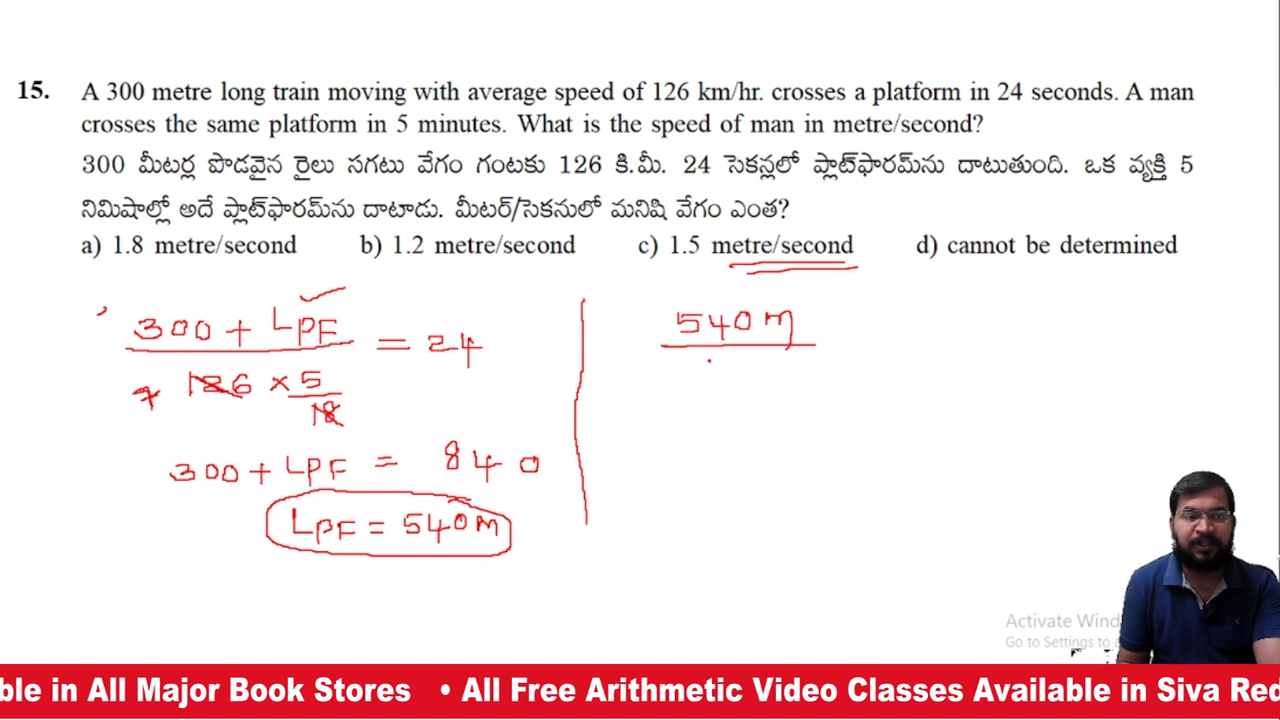 15. A 300 metre long train moving with average speed of 126 km/hr. crosses a platform in 24 seconds. A man
crosses the same platform in 5 minutes. What is the speed of man in metre/second?
300 మీటర్ల పొడవైన రైలు సగటు వేగం గంటకు 126 కి.మీ. 24 సెకన్లలో ప్లాట్‌ఫారమ్‌ను దాటుతుంది. ఒక వ్యక్తి 5
నిమిషాల్లో అదే ప్లాట్‌ఫారమ్‌ను దాటాడు. మీటర్/సెకనులో మనిషి వేగం ఎంత?
a) 1.8 metre/second b) 1.2 metre/second c) 1.5 metre/second d) cannot be determined
300 + LPF
= 24
7 126 × 5
18
300 + LPF = 840
LPF = 540 m
540 m
Activate Wind
Go to Settings to
ble in All Major Book Stores • All Free Arithmetic Video Classes Available in Siva Red